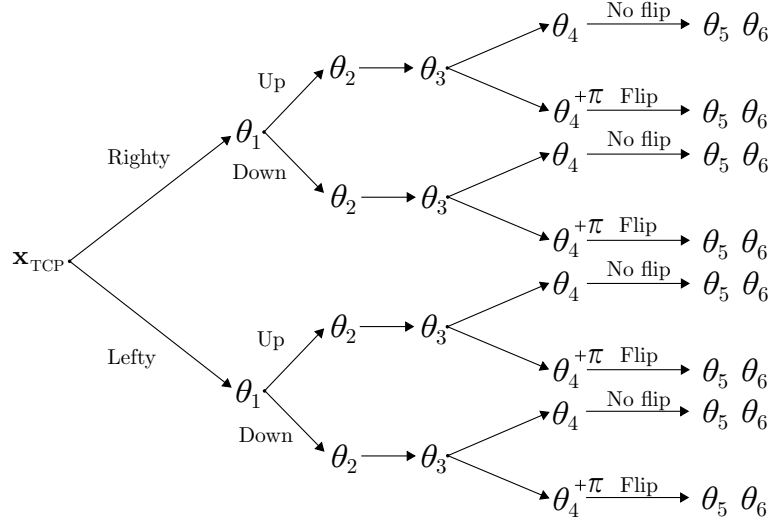 θ4 No flip θ5 θ6
Up θ2 θ3
θ4+π Flip θ5 θ6
θ1
Righty Down θ4 No flip θ5 θ6
θ2 θ3
θ4+π Flip θ5 θ6
xTCP
θ4 No flip θ5 θ6
Up θ2 θ3
Lefty
θ4+π Flip θ5 θ6
θ1
θ4 No flip θ5 θ6
Down
θ2 θ3
θ4+π Flip θ5 θ6